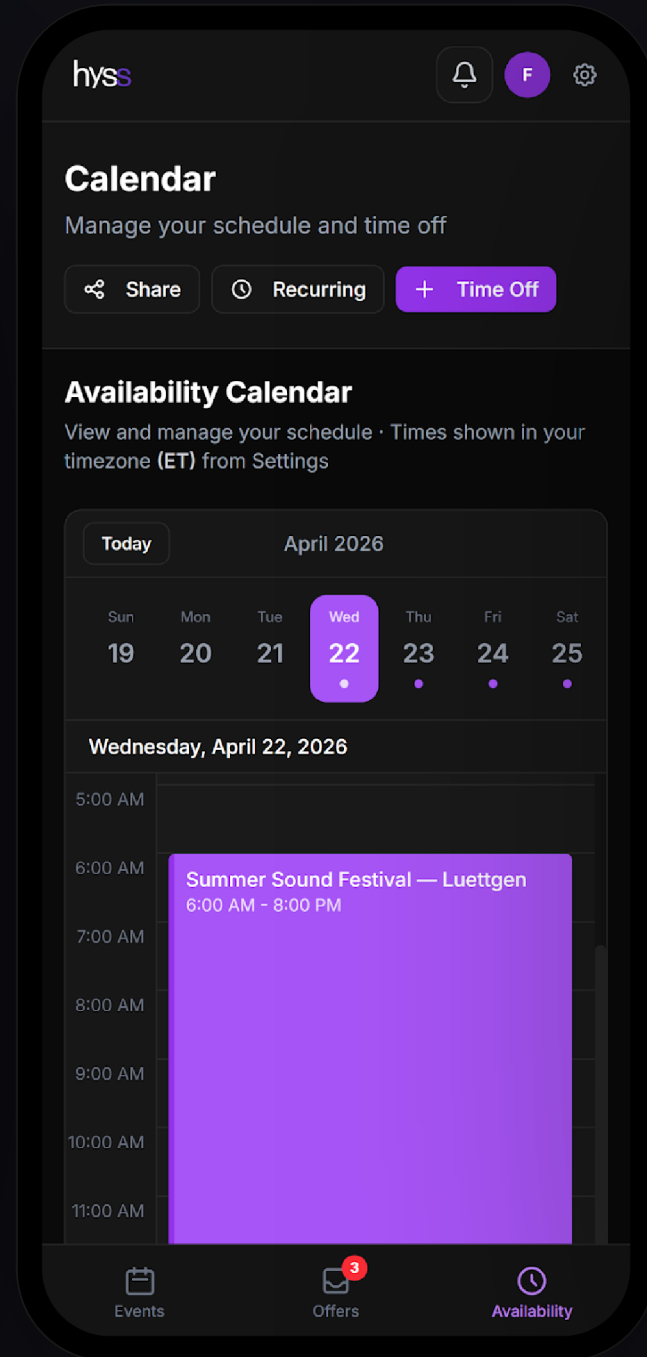 hyss
F
Calendar
Manage your schedule and time off
Share
Recurring
Time Off
Availability Calendar
View and manage your schedule · Times shown in your
timezone (ET) from Settings
Today
April 2026
Sun Mon Tue Wed Thu Fri Sat
19 20 21 22 23 24 25
Wednesday, April 22, 2026
5:00 AM
6:00 AM
Summer Sound Festival — Luettgen
6:00 AM - 8:00 PM
7:00 AM
8:00 AM
9:00 AM
10:00 AM
11:00 AM
3
Events Offers Availability